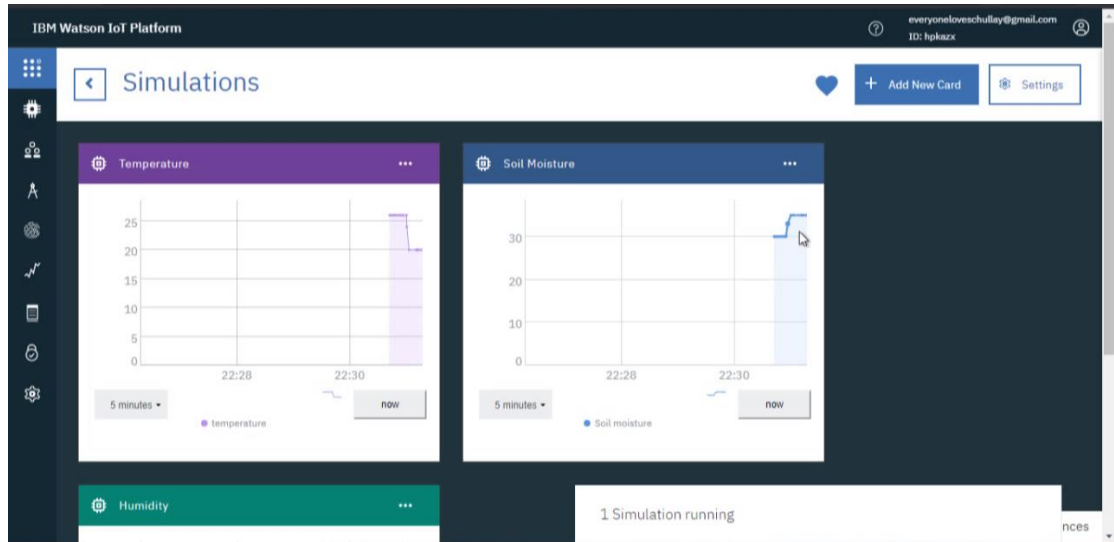 IBM Watson IoT Platform
everyoneloveschullay@gmail.com
ID: hpkazx
Simulations
+ Add New Card
Settings
Temperature
25
20
15
10
5
0
22:28
22:30
5 minutes
now
temperature
Soil Moisture
30
20
10
0
22:28
22:30
5 minutes
now
Soil moisture
Humidity
1 Simulation running
nces